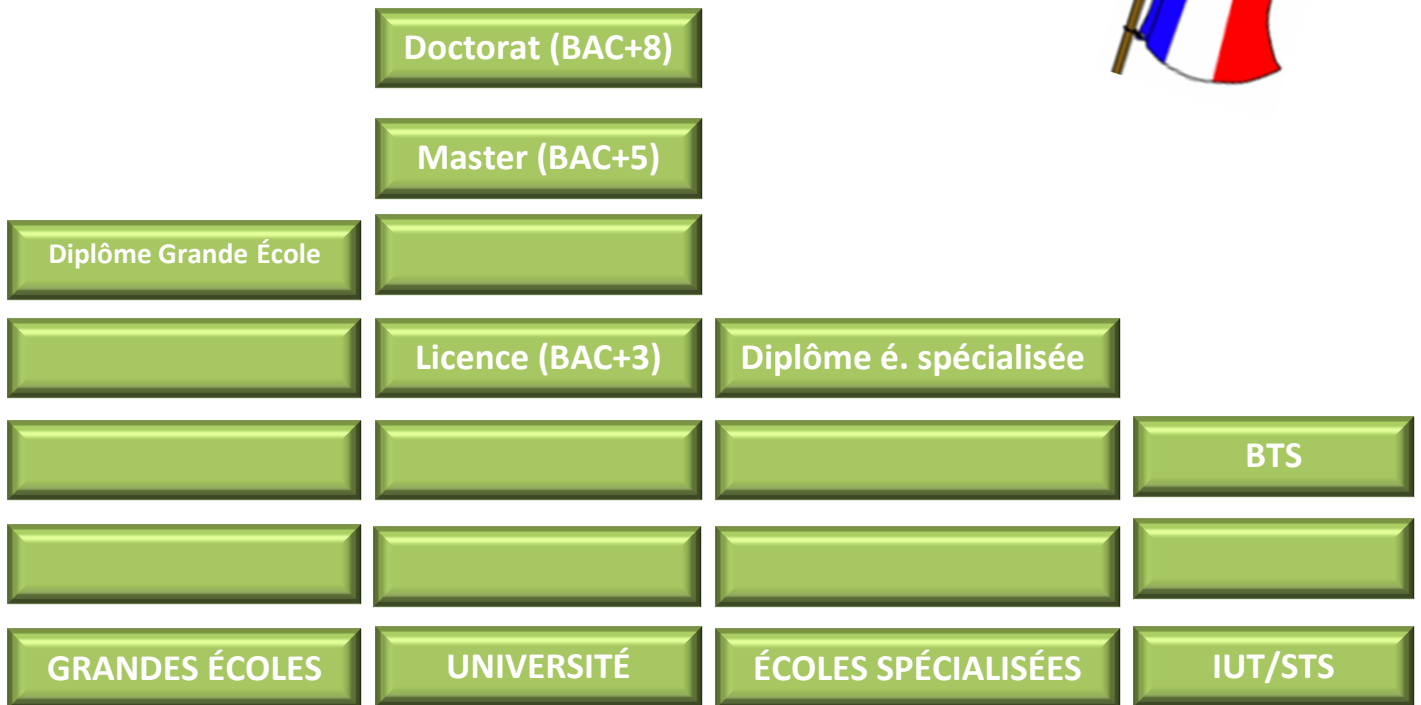 Doctorat (BAC+8)
Master (BAC+5)
Diplôme Grande École
Licence (BAC+3)
Diplôme é. spécialisée
BTS
GRANDES ÉCOLES
UNIVERSITÉ
ÉCOLES SPÉCIALISÉES
IUT/STS